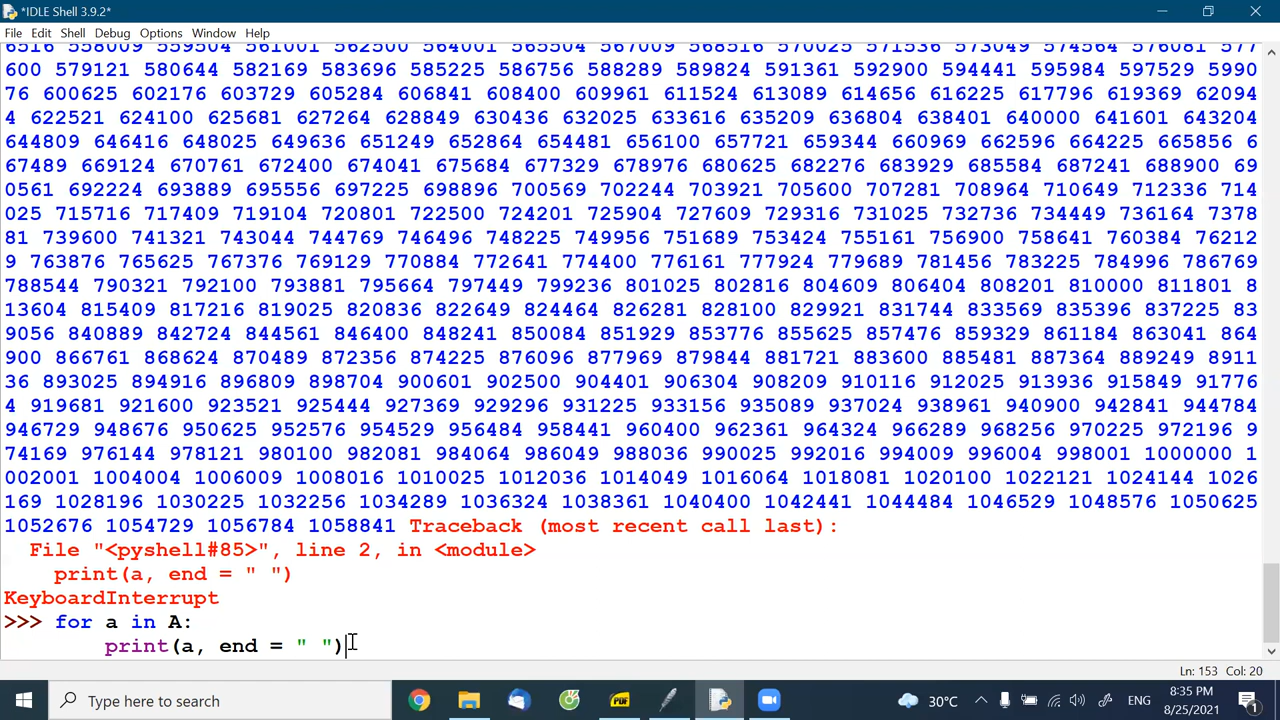 *IDLE Shell 3.9.2*
File Edit Shell Debug Options Window Help
6516 558009 559504 561001 562500 564001 565504 567009 568516 570025 571536 573049 574564 576081 577
600 579121 580644 582169 583696 585225 586756 588289 589824 591361 592900 594441 595984 597529 5990
76 600625 602176 603729 605284 606841 608400 609961 611524 613089 614656 616225 617796 619369 62094
4 622521 624100 625681 627264 628849 630436 632025 633616 635209 636804 638401 640000 641601 643204
644809 646416 648025 649636 651249 652864 654481 656100 657721 659344 660969 662596 664225 665856 6
67489 669124 670761 672400 674041 675684 677329 678976 680625 682276 683929 685584 687241 688900 69
0561 692224 693889 695556 697225 698896 700569 702244 703921 705600 707281 708964 710649 712336 714
025 715716 717409 719104 720801 722500 724201 725904 727609 729316 731025 732736 734449 736164 7378
81 739600 741321 743044 744769 746496 748225 749956 751689 753424 755161 756900 758641 760384 76212
9 763876 765625 767376 769129 770884 772641 774400 776161 777924 779689 781456 783225 784996 786769
788544 790321 792100 793881 795664 797449 799236 801025 802816 804609 806404 808201 810000 811801 8
13604 815409 817216 819025 820836 822649 824464 826281 828100 829921 831744 833569 835396 837225 83
9056 840889 842724 844561 846400 848241 850084 851929 853776 855625 857476 859329 861184 863041 864
900 866761 868624 870489 872356 874225 876096 877969 879844 881721 883600 885481 887364 889249 8911
36 893025 894916 896809 898704 900601 902500 904401 906304 908209 910116 912025 913936 915849 91776
4 919681 921600 923521 925444 927369 929296 931225 933156 935089 937024 938961 940900 942841 944784
946729 948676 950625 952576 954529 956484 958441 960400 962361 964324 966289 968256 970225 972196 9
74169 976144 978121 980100 982081 984064 986049 988036 990025 992016 994009 996004 998001 1000000 1
002001 1004004 1006009 1008016 1010025 1012036 1014049 1016064 1018081 1020100 1022121 1024144 1026
169 1028196 1030225 1032256 1034289 1036324 1038361 1040400 1042441 1044484 1046529 1048576 1050625
1052676 1054729 1056784 1058841 Traceback (most recent call last):
File "<pyshell#85>", line 2, in <module>
print(a, end = " ")
KeyboardInterrupt
>>> for a in A:
print(a, end = " ")
Ln: 153 Col: 20
Type here to search
PDF
30°C
ENG
8:35 PM
8/25/2021
1